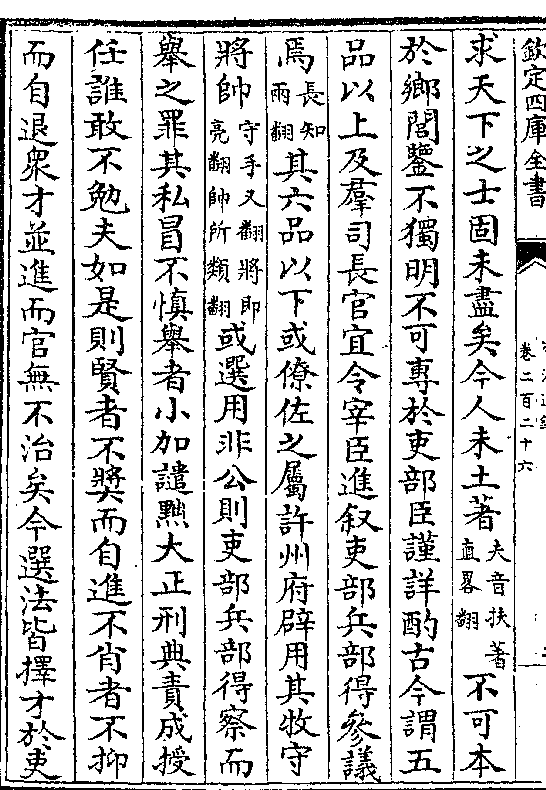 欽定四庫全書
卷二百二十六
求天下之士固未盡矣今人未土著夫音扶著直畧翻不可本
於鄉閭鑒不獨明不可專於吏部臣謹詳酌古今謂五
品以上及羣司長官宜令宰臣進叙吏部兵部得參議
焉長知兩翻其六品以下或僚佐之屬許州府辟用其牧守
將帥守手又翻將即亮翻帥所類翻或選用非公則吏部兵部得察而
舉之罪其私冒不慎舉者小加譴黜大正刑典責成授
任誰敢不勉夫如是則賢者不奬而自進不肖者不抑
而自退衆才並進而官無不治矣今選法皆擇才於吏